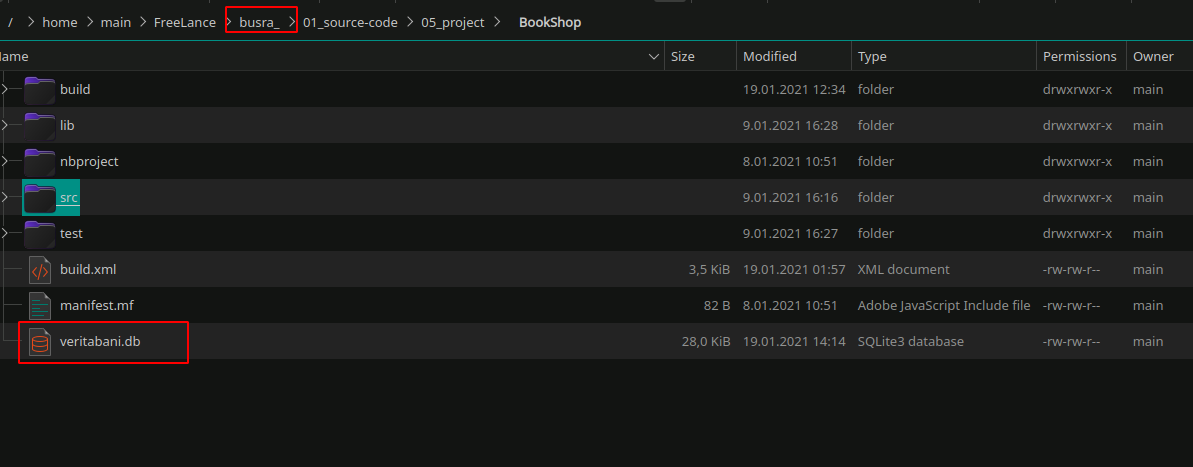 / > home > main > FreeLance > busra_ > 01_source-code > 05_project > BookShop
ame Size Modified Type Permissions Owner
build 19.01.2021 12:34 folder drwxrwxr-x main
lib 9.01.2021 16:28 folder drwxrwxr-x main
nbproject 8.01.2021 10:51 folder drwxrwxr-x main
src 9.01.2021 16:16 folder drwxrwxr-x main
test 9.01.2021 16:27 folder drwxrwxr-x main
build.xml 3,5 KiB 19.01.2021 01:57 XML document -rw-rw-r-- main
manifest.mf 82 B 8.01.2021 10:51 Adobe JavaScript Include file -rw-rw-r-- main
veritabani.db 28,0 KiB 19.01.2021 14:14 SQLite3 database -rw-rw-r-- main